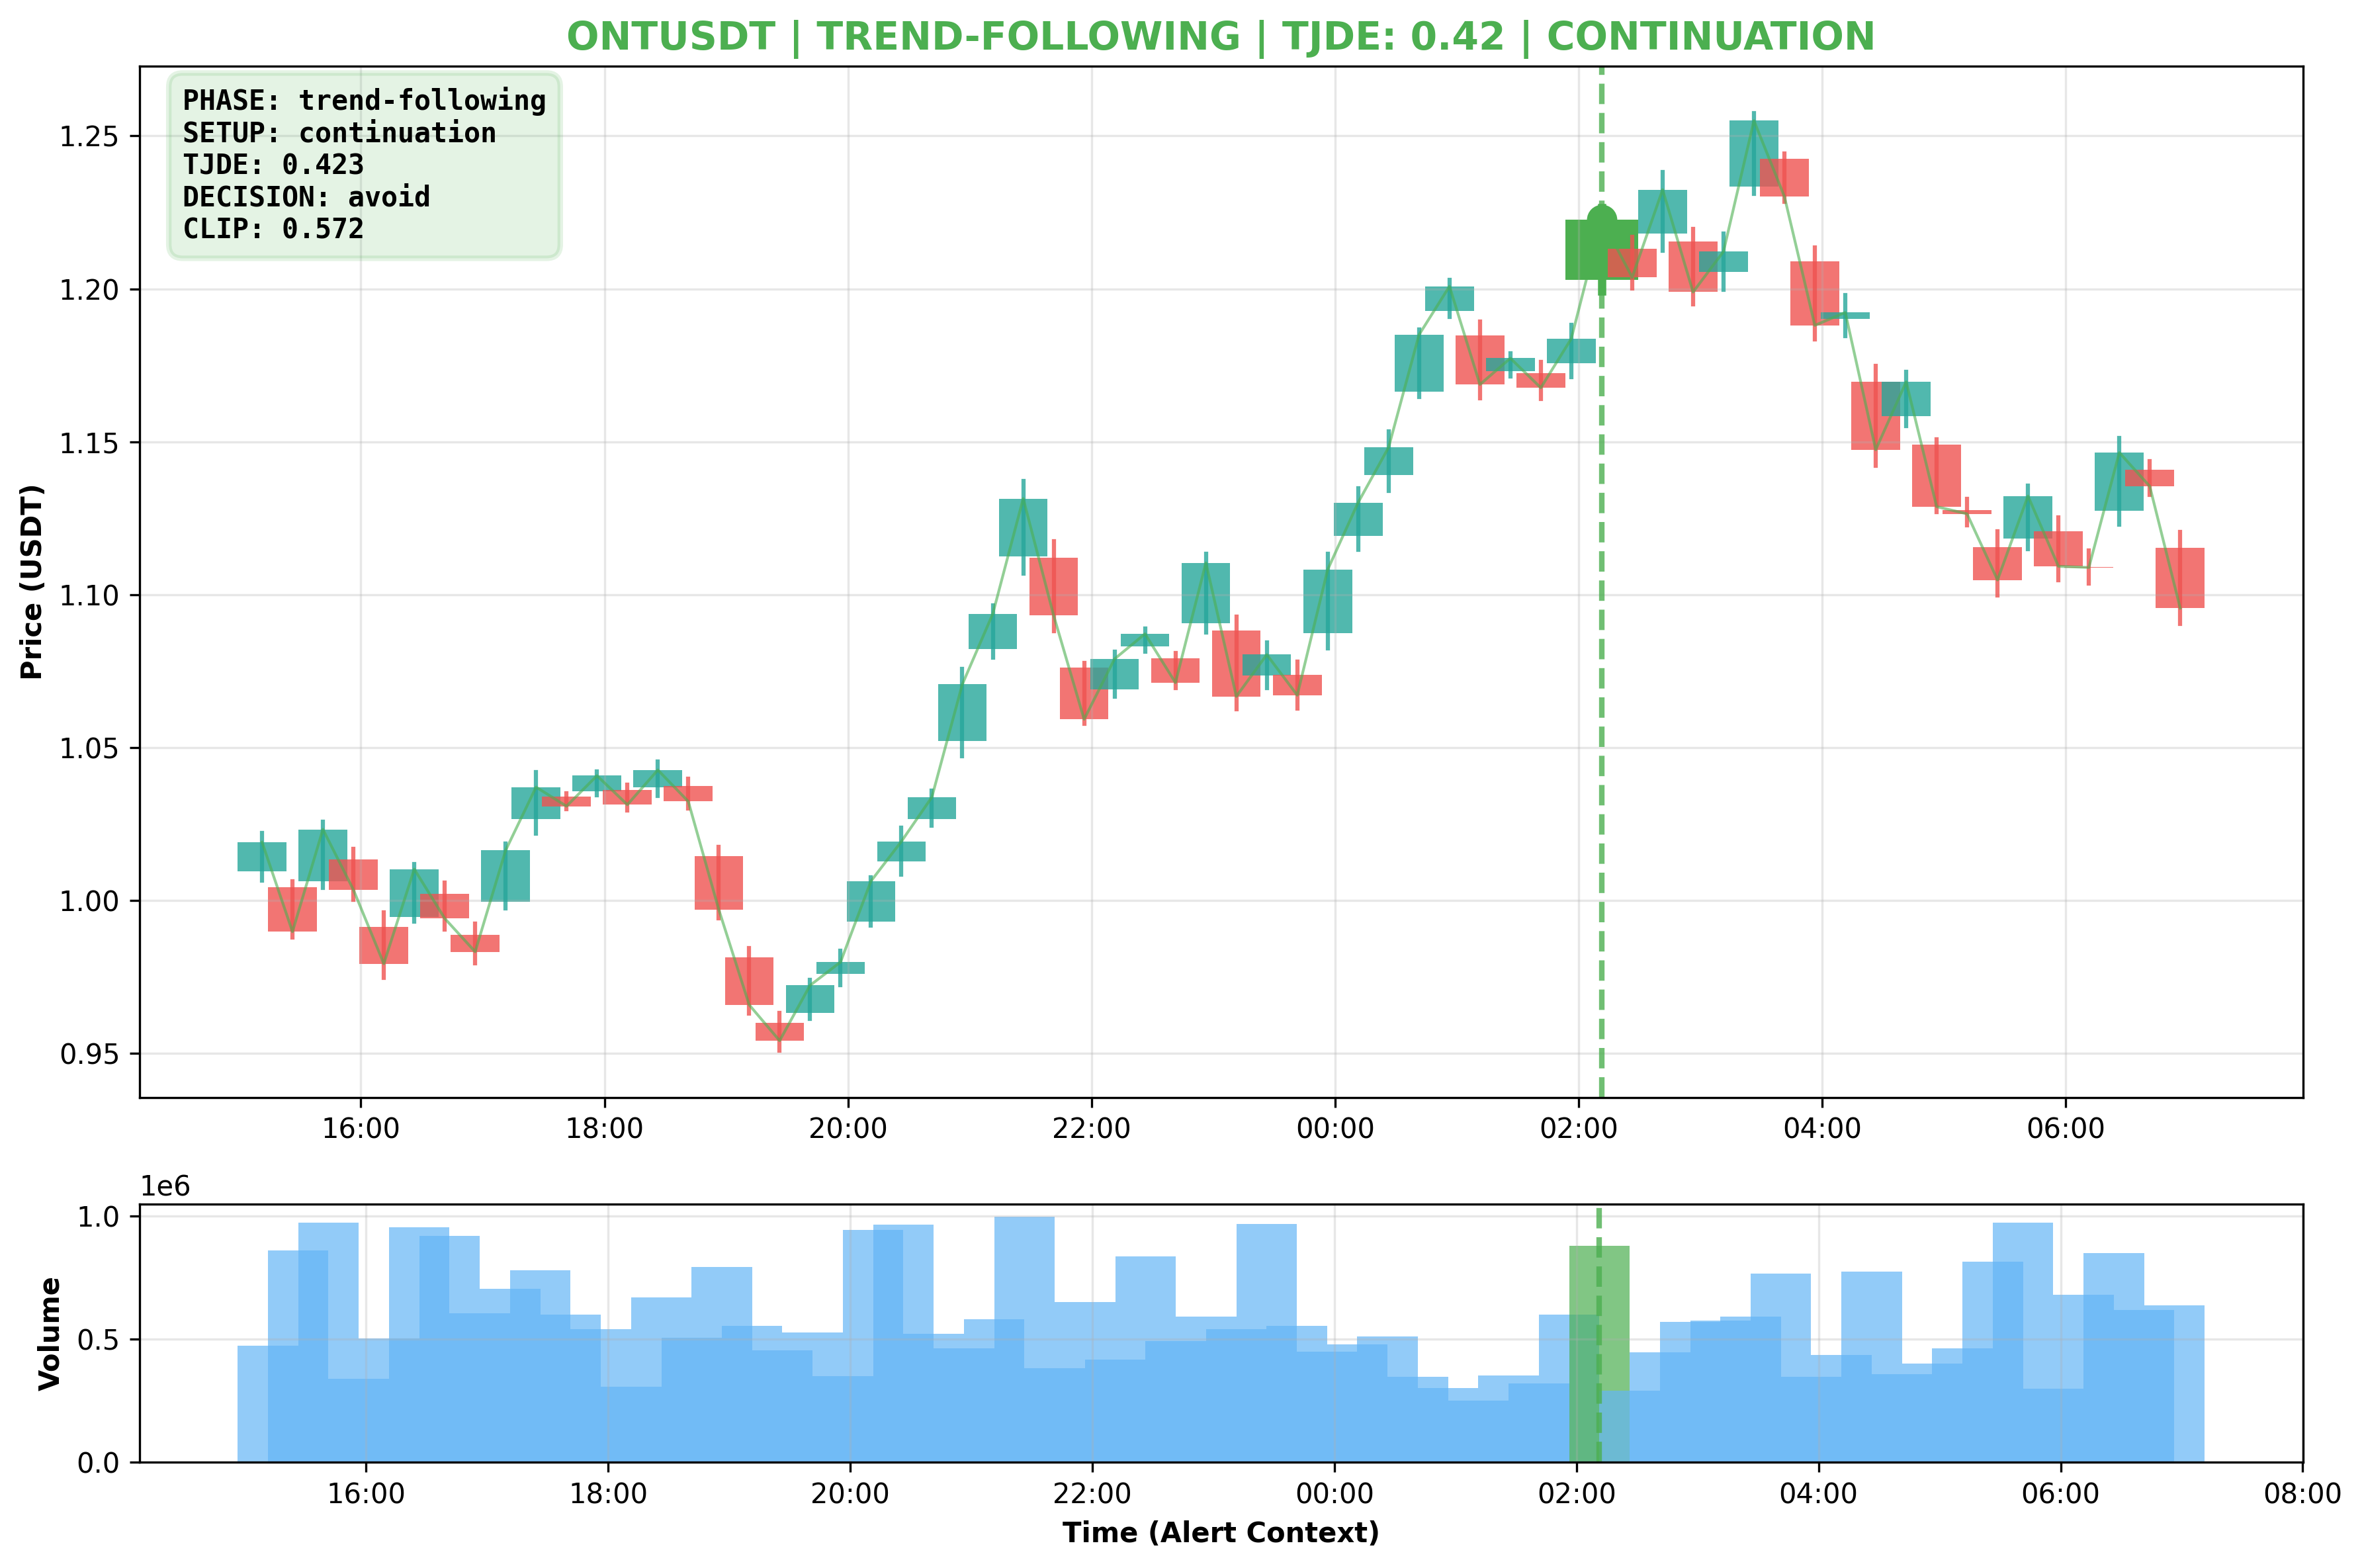 ONTUSDT | TREND-FOLLOWING | TJDE: 0.42 | CONTINUATION
PHASE: trend-following
SETUP: continuation
TJDE: 0.423
DECISION: avoid
CLIP: 0.572
Price (USDT)
1.25
1.20
1.15
1.10
1.05
1.00
0.95
16:00 18:00 20:00 22:00 00:00 02:00 04:00 06:00
1e6
Volume
1.0
0.5
0.0
16:00 18:00 20:00 22:00 00:00 02:00 04:00 06:00 08:00
Time (Alert Context)